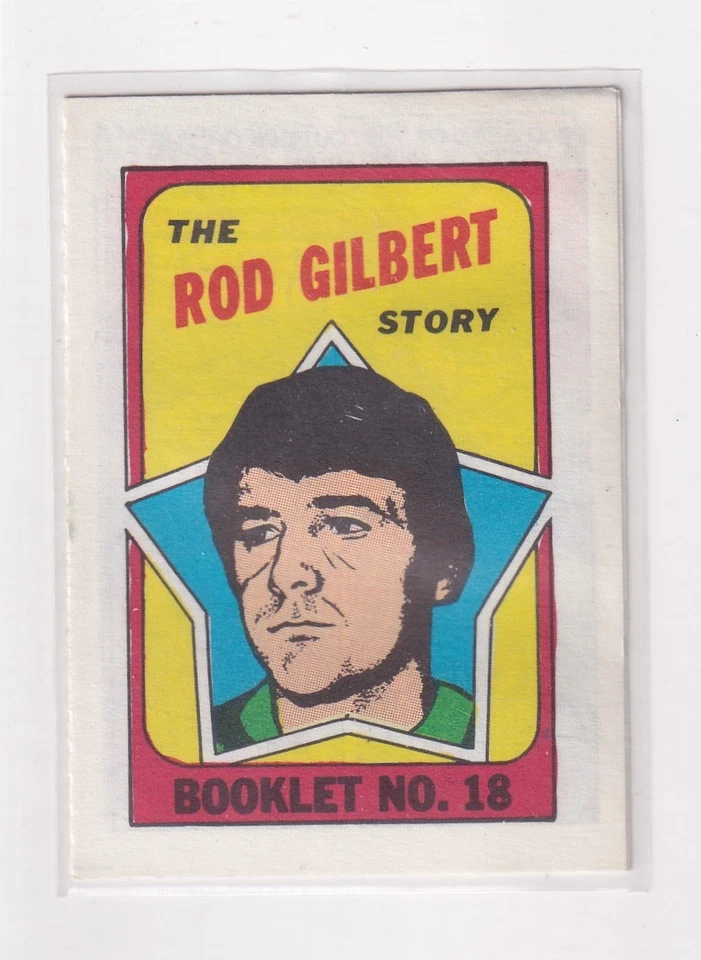 THE
ROD GILBERT
STORY
BOOKLET NO. 18